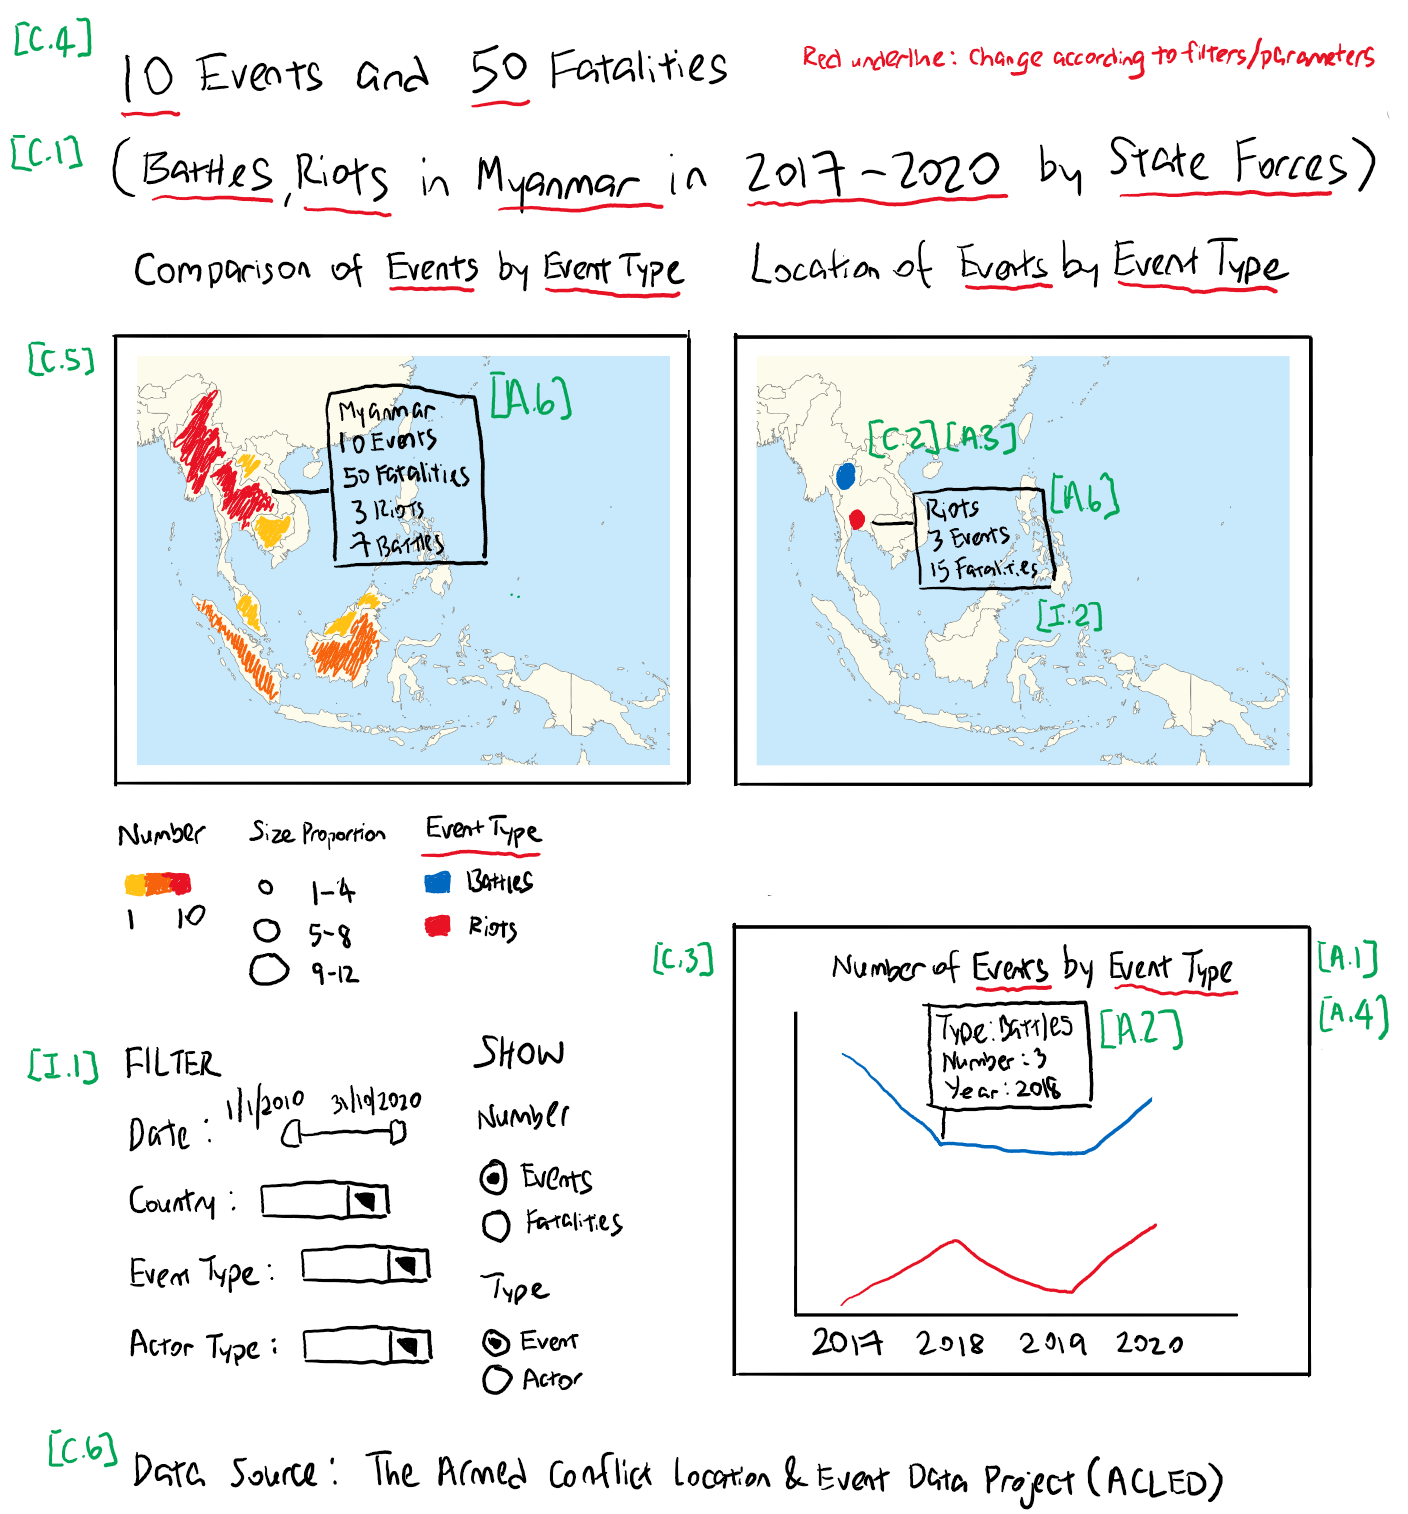 [C.4]
10 Events and 50 Fatalities
Red underline: Change according to filters/parameters
[C.1]
(Battles, Riots in Myanmar in 2017-2020 by State Forces)
Comparison of Events by Event Type
Location of Events by Event Type
[C.5]
[A.6]
Myanmar
10 Events
50 Fatalities
3 Riots
7 Battles
[C.2] [A.3]
[A.6]
Riots
3 Events
15 Fatalities
[I.2]
Number
1 10
Size Proportion
1-4
5-8
9-12
Event Type
Battles
Riots
[C.3]
Number of Events by Event Type
[A.1]
[A.4]
Type: Battles
Number: 3
Year: 2018
[A.2]
2017 2018 2019 2020
[I.1] FILTER
1/1/2010 31/10/2020
Date:
Country:
Event Type:
Actor Type:
SHOW
Number
Events
Fatalities
Type
Event
Actor
[C.6]
Data Source: The Armed Conflict Location & Event Data Project (ACLED)